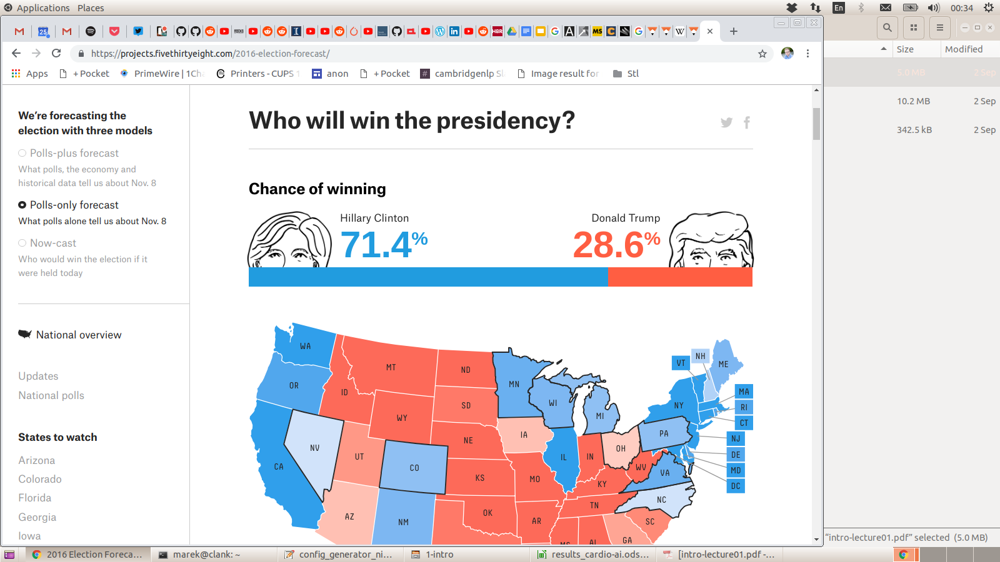 Applications Places
En
00:34
25
HBR
A
MS
C
G
W
https://projects.fivethirtyeight.com/2016-election-forecast/
Apps + Pocket PrimeWire | 1Ch Printers - CUPS 1 anon + Pocket cambridgenlp Sl Image result for Stl
Size Modified
5.0 MB 2 Sep
10.2 MB 2 Sep
342.5 kB 2 Sep
We're forecasting the
election with three models
Polls-plus forecast
What polls, the economy and
historical data tell us about Nov. 8
Polls-only forecast
What polls alone tell us about Nov. 8
Now-cast
Who would win the election if it
were held today
National overview
Updates
National polls
States to watch
Arizona
Colorado
Florida
Georgia
Iowa
Who will win the presidency?
Chance of winning
Hillary Clinton
71.4%
Donald Trump
28.6%
WA
MT
ND
MN
VT
NH
ME
OR
ID
SD
WI
MI
NY
MA
RI
CT
WY
IA
PA
NJ
NV
UT
NE
IL
IN
OH
DE
CA
CO
KS
MO
WV
VA
MD
DC
KY
NC
AZ
NM
OK
AR
TN
SC
MS
AL
GA
"intro-lecture01.pdf" selected (5.0 MB)
2016 Election Foreca... marek@clank: ~ config_generator_ni... 1-intro results_cardio-ai.ods... [intro-lecture01.pdf -...